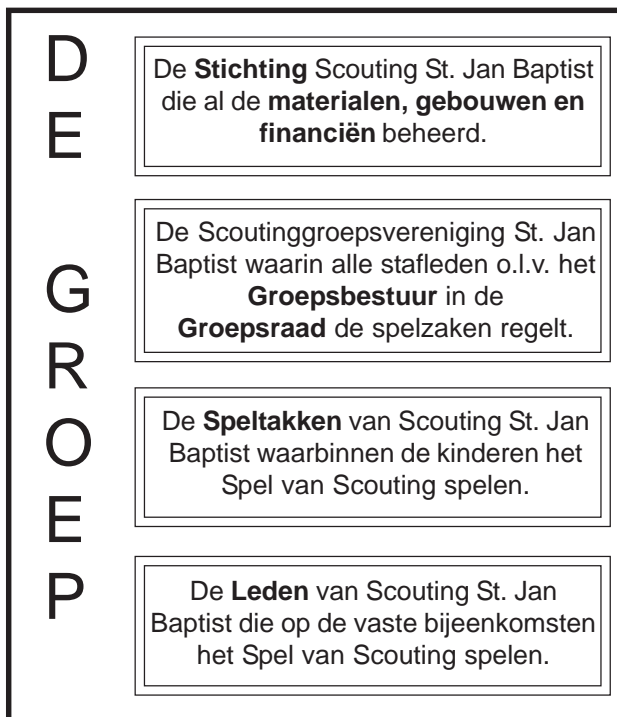 DE GROEP
De Stichting Scouting St. Jan Baptist
die al de materialen, gebouwen en
financiën beheerd.
De Scoutinggroepsvereniging St. Jan
Baptist waarin alle stafleden o.l.v. het
Groepsbestuur in de
Groepsraad de spelzaken regelt.
De Speltakken van Scouting St. Jan
Baptist waarbinnen de kinderen het
Spel van Scouting spelen.
De Leden van Scouting St. Jan
Baptist die op de vaste bijeenkomsten
het Spel van Scouting spelen.